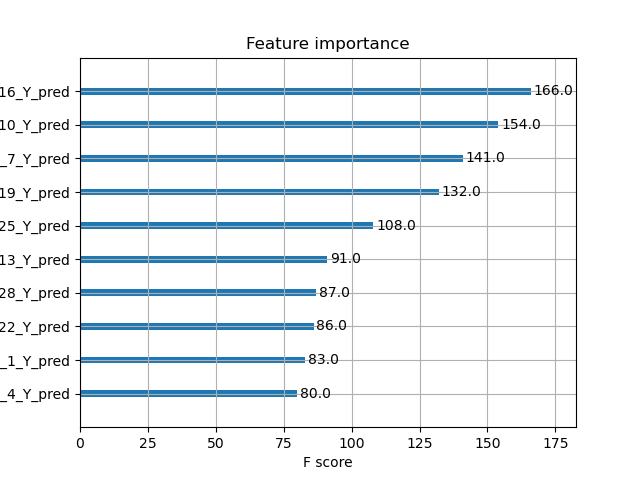 Feature importance
16_Y_pred 166.0
10_Y_pred 154.0
_7_Y_pred 141.0
19_Y_pred 132.0
25_Y_pred 108.0
13_Y_pred 91.0
28_Y_pred 87.0
22_Y_pred 86.0
_1_Y_pred 83.0
_4_Y_pred 80.0
0 25 50 75 100 125 150 175
F score